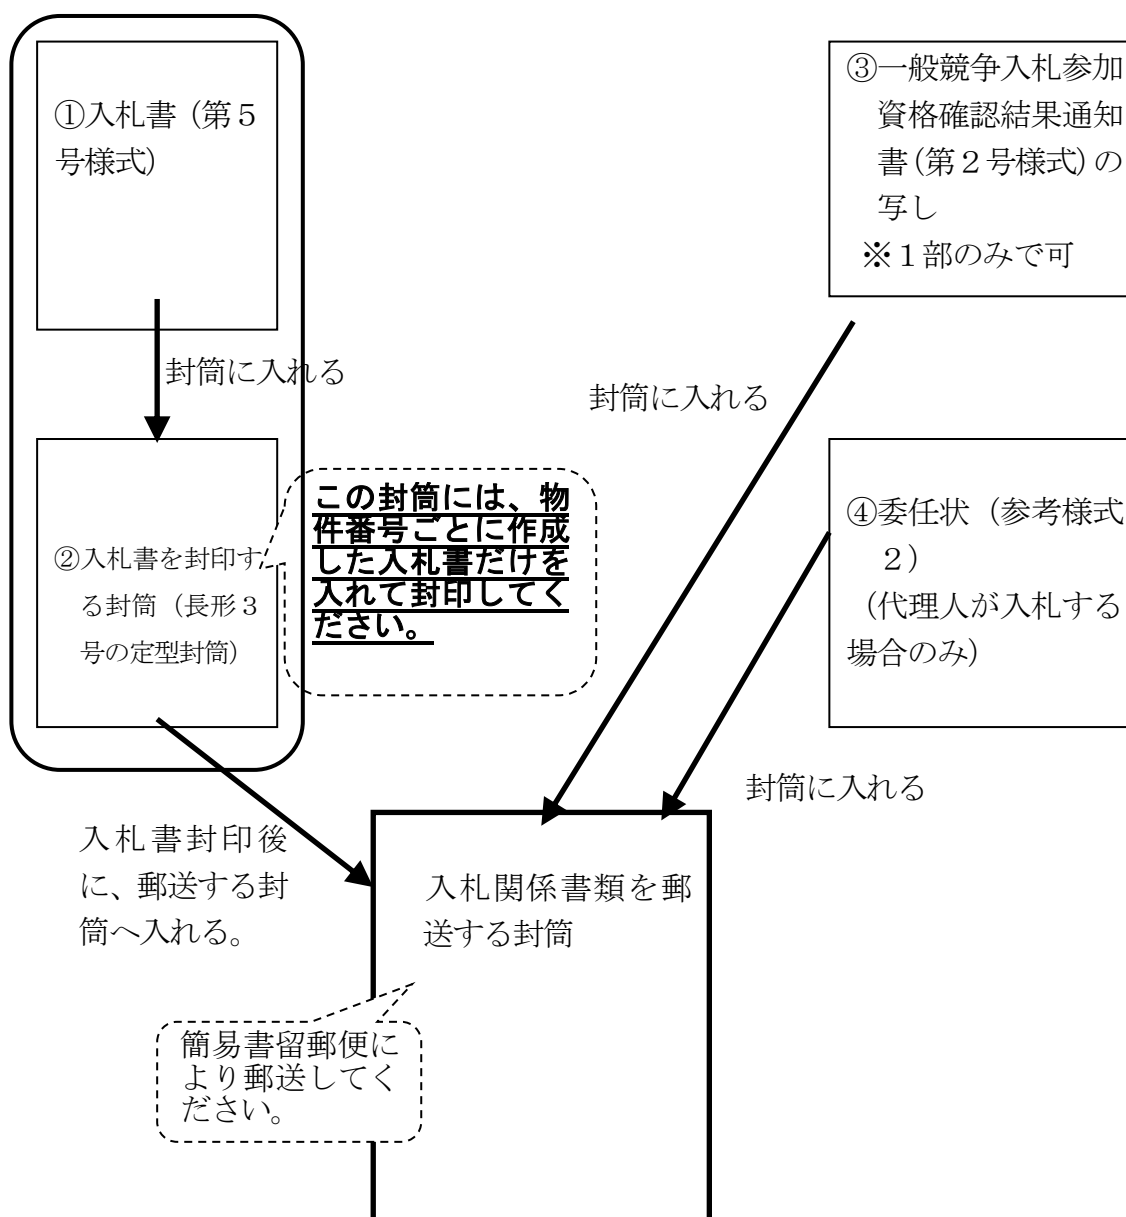 ①入札書（第５
号様式）
封筒に入れる
②入札書を封印す
る封筒（長形３
号の定型封筒）
この封筒には、物
件番号ごとに作成
した入札書だけを
入れて封印してく
ださい。
③一般競争入札参加
資格確認結果通知
書（第２号様式）の
写し
※１部のみで可
封筒に入れる
④委任状（参考様式
２）
（代理人が入札する
場合のみ）
封筒に入れる
入札書封印後
に、郵送する封
筒へ入れる。
入札関係書類を郵
送する封筒
簡易書留郵便に
より郵送してく
ださい。